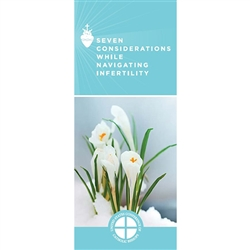 SEVEN
CONSIDERATIONS
WHILE
NAVIGATING
INFERTILITY